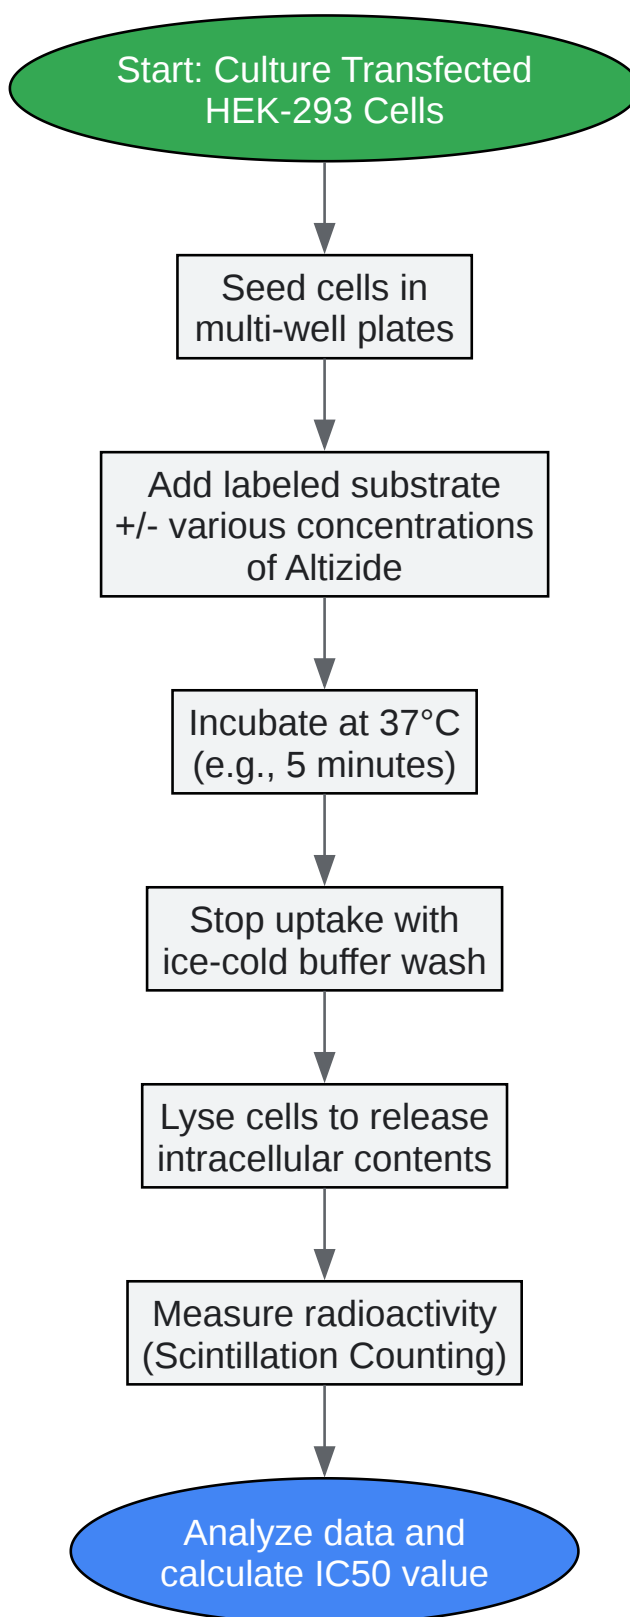 Start: Culture Transfected
HEK-293 Cells
Seed cells in
multi-well plates
Add labeled substrate
+/- various concentrations
of Altizide
Incubate at 37°C
(e.g., 5 minutes)
Stop uptake with
ice-cold buffer wash
Lyse cells to release
intracellular contents
Measure radioactivity
(Scintillation Counting)
Analyze data and
calculate IC50 value